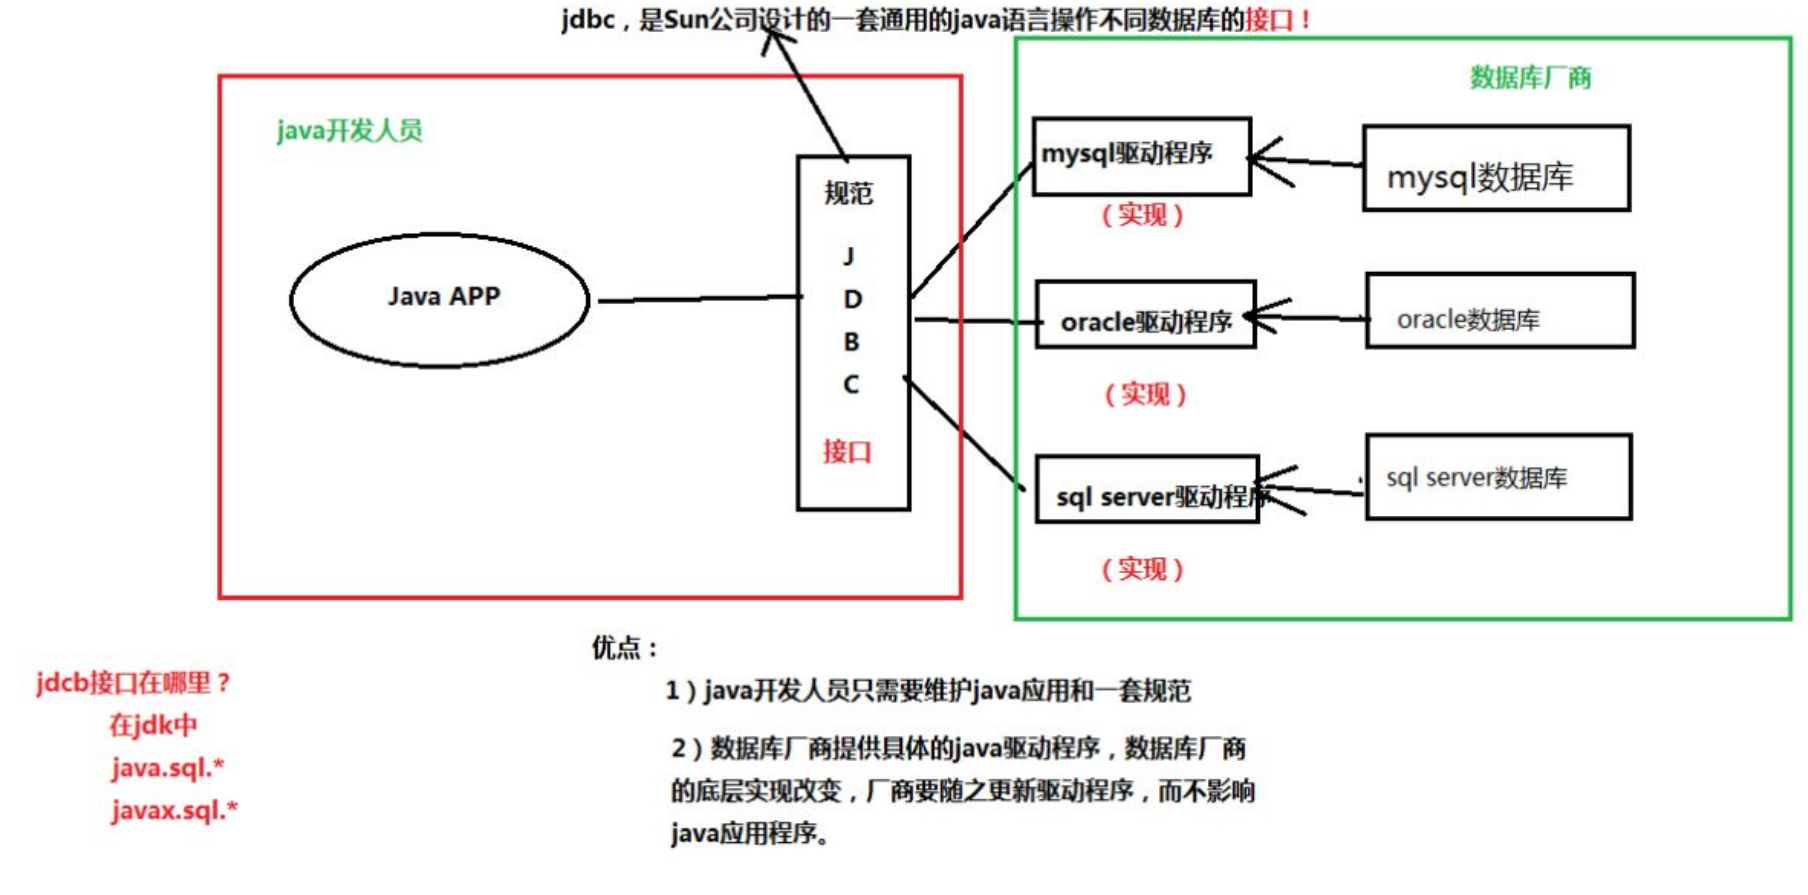 jdbc，是Sun公司设计的一套通用的java语言操作不同数据库的接口！
数据库厂商
java开发人员
规范
J
D
B
C
接口
Java APP
mysql驱动程序
（实现）
mysql数据库
oracle驱动程序
（实现）
oracle数据库
sql server驱动程序
（实现）
sql server数据库
优点：
1）java开发人员只需要维护java应用和一套规范
2）数据库厂商提供具体的java驱动程序，数据库厂商
的底层实现改变，厂商要随之更新驱动程序，而不影响
java应用程序。
jdcb接口在哪里？
在jdk中
java.sql.*
javax.sql.*